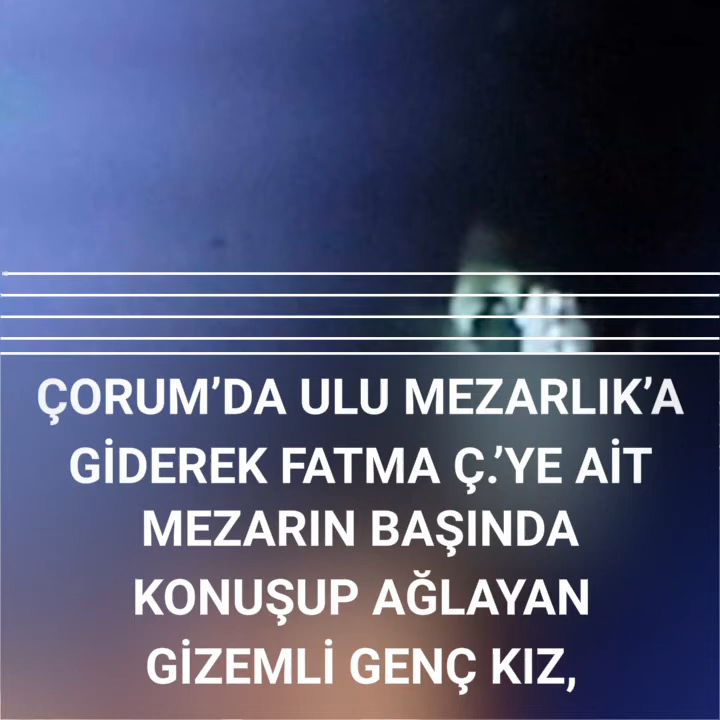 ÇORUM’DA ULU MEZARLIK’A
GİDEREK FATMA Ç.’YE AİT
MEZARIN BAŞINDA
KONUŞUP AĞLAYAN
GİZEMLİ GENÇ KIZ,